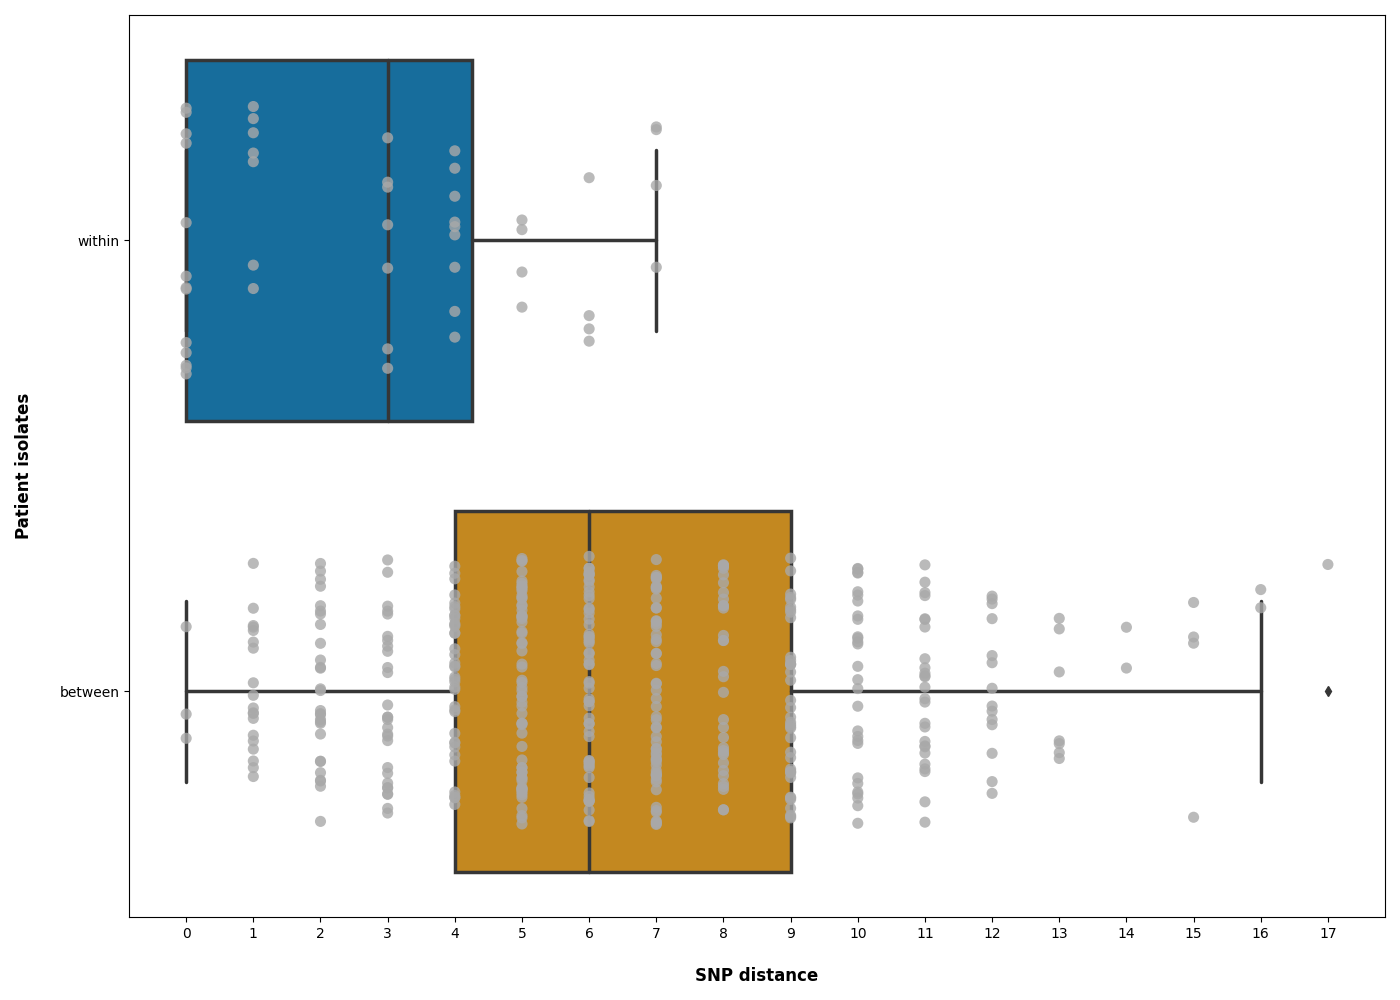 Patient isolates
within
between
0 1 2 3 4 5 6 7 8 9 10 11 12 13 14 15 16 17
SNP distance